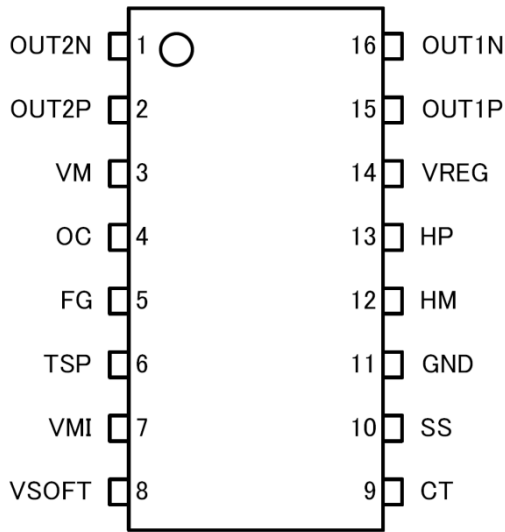 OUT2N 1 16 OUT1N
OUT2P 2 15 OUT1P
VM 3 14 VREG
OC 4 13 HP
FG 5 12 HM
TSP 6 11 GND
VMI 7 10 SS
VSOFT 8 9 CT